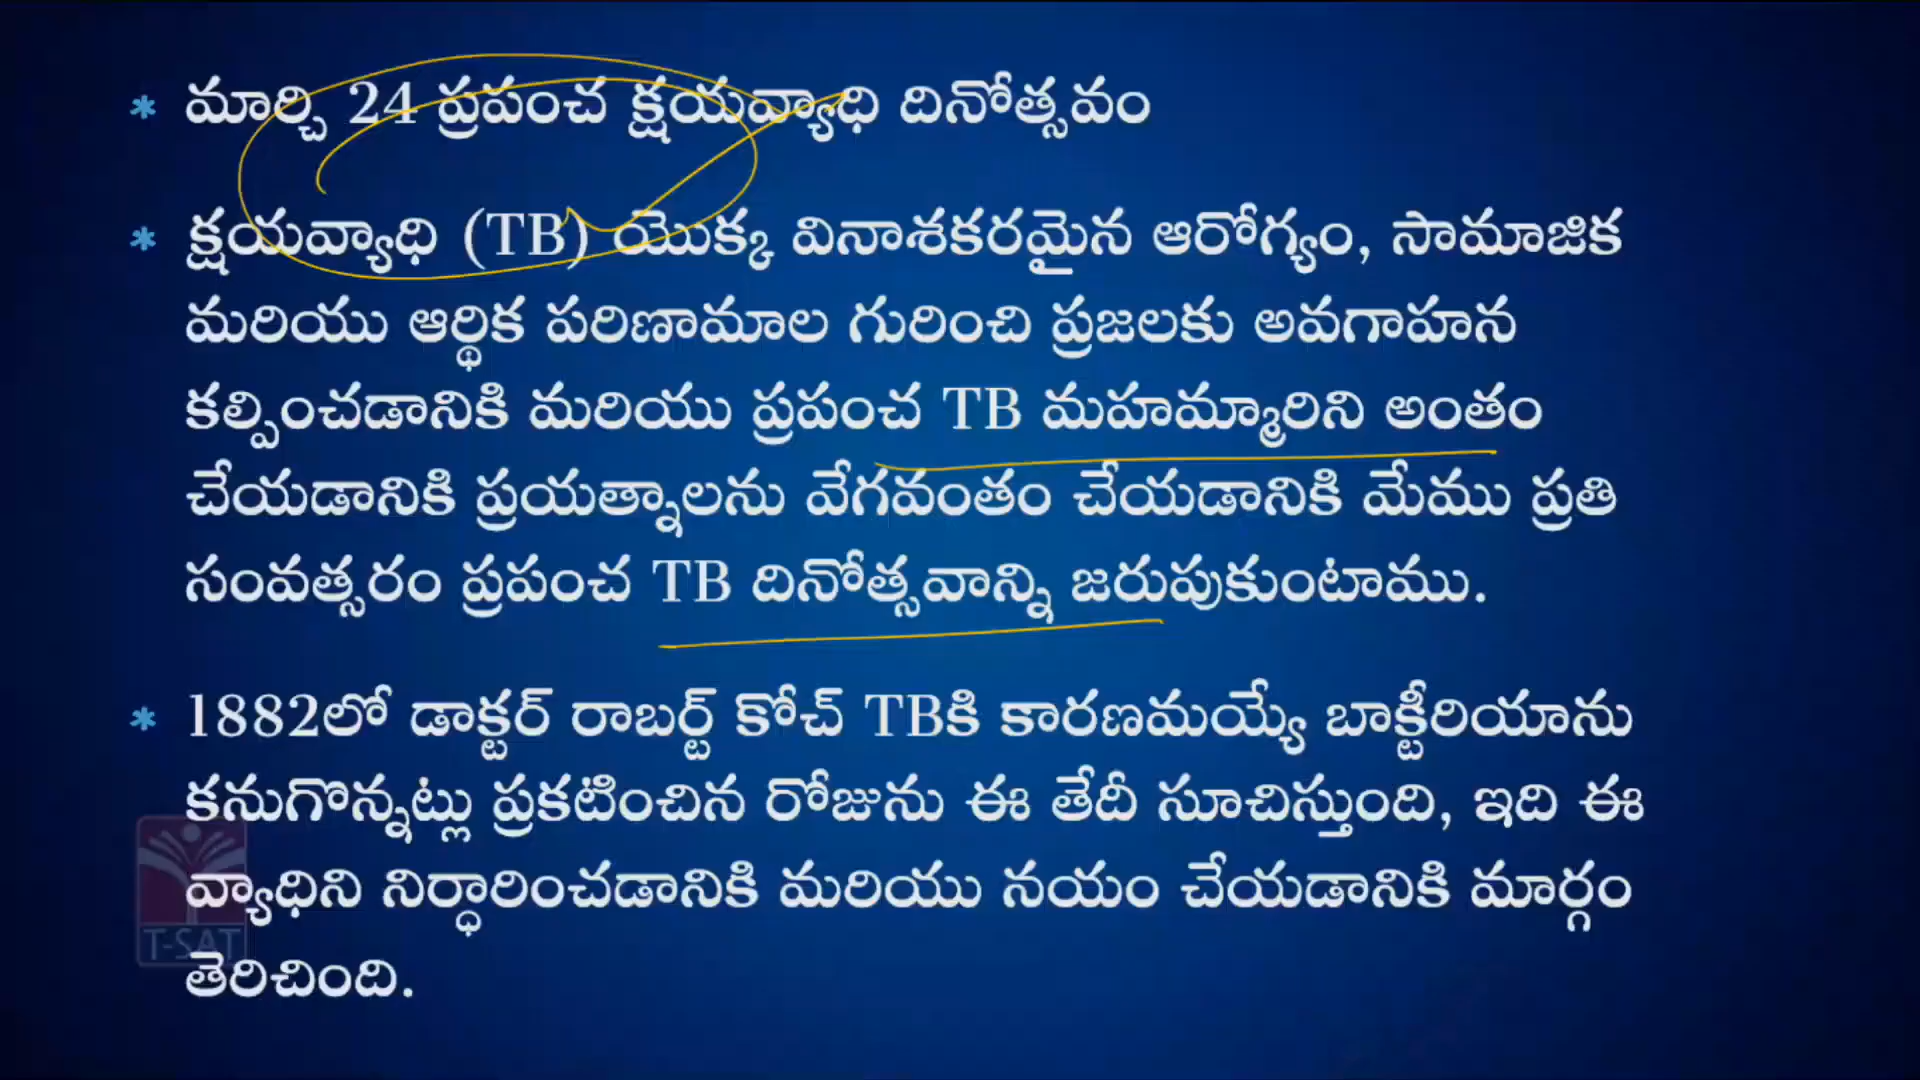 * మార్చి 24 ప్రపంచ క్షయవ్యాధి దినోత్సవం
* క్షయవ్యాధి (TB) యొక్క వినాశకరమైన ఆరోగ్యం, సామాజిక
మరియు ఆర్థిక పరిణామాల గురించి ప్రజలకు అవగాహన
కల్పించడానికి మరియు ప్రపంచ TB మహమ్మారిని అంతం
చేయడానికి ప్రయత్నాలను వేగవంతం చేయడానికి మేము ప్రతి
సంవత్సరం ప్రపంచ TB దినోత్సవాన్ని జరుపుకుంటాము.
* 1882లో డాక్టర్ రాబర్ట్ కోచ్ TBకి కారణమయ్యే బాక్టీరియాను
కనుగొన్నట్లు ప్రకటించిన రోజును ఈ తేదీ సూచిస్తుంది, ఇది ఈ
వ్యాధిని నిర్ధారించడానికి మరియు నయం చేయడానికి మార్గం
తెరిచింది.
T-SAT